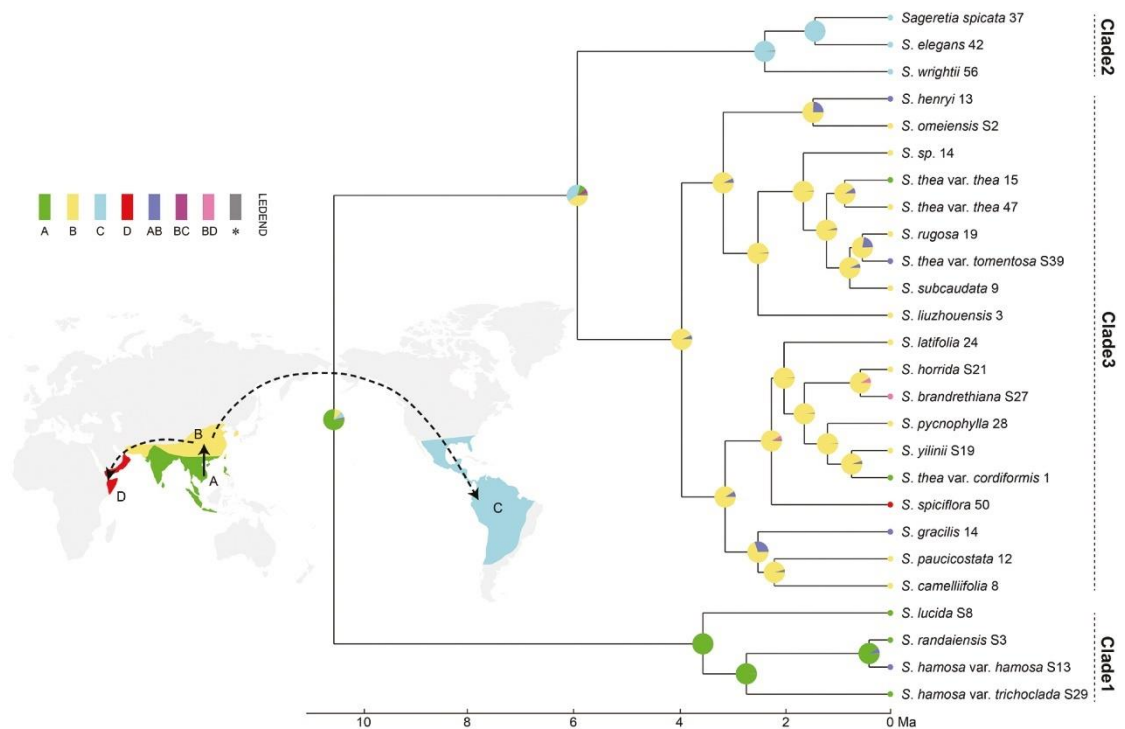 Sageretia spicata 37
S. elegans 42
S. wrightii 56
Clade2
S. henryi 13
S. omeiensis S2
S. sp. 14
S. thea var. thea 15
S. thea var. thea 47
S. rugosa 19
S. thea var. tomentosa S39
S. subcaudata 9
S. liuzhouensis 3
S. latifolia 24
S. horrida S21
S. brandrethiana S27
S. pycnophylla 28
S. yilinii S19
S. thea var. cordiformis 1
S. spiciflora 50
S. gracilis 14
S. paucicostata 12
S. camelliifolia 8
Clade3
S. lucida S8
S. randaiensis S3
S. hamosa var. hamosa S13
S. hamosa var. trichoclada S29
Clade1
A B C D AB BC BD *
LEDEND
B
A
D
C
10 8 6 4 2 0 Ma